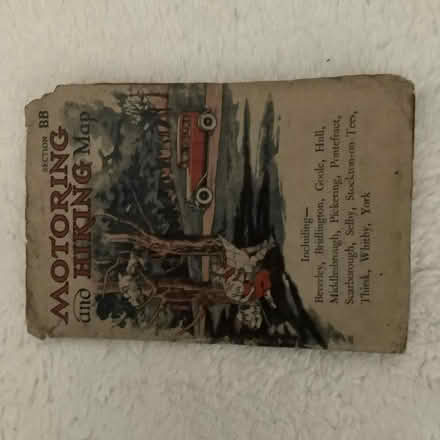 SECTION BB
MOTORING
and HIKING Map
Including—
Beverley, Bridlington, Goole, Hull,
Middlesbrough, Pickering, Pontefract,
Scarborough, Selby, Stockton-on-Tees,
Thirsk, Whitby, York